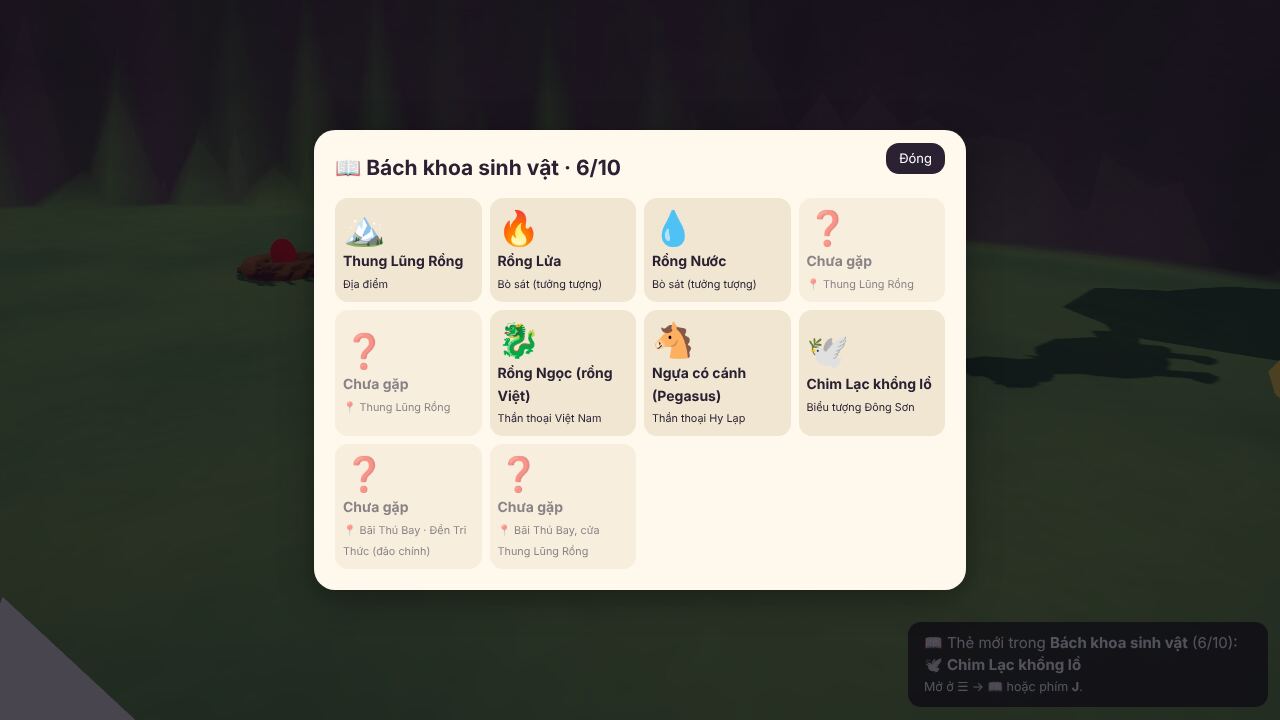 📖 Bách khoa sinh vật · 6/10
Đóng
Thung Lũng Rồng
Địa điểm
Rồng Lửa
Bò sát (tưởng tượng)
Rồng Nước
Bò sát (tưởng tượng)
❓
Chưa gặp
📍 Thung Lũng Rồng
❓
Chưa gặp
📍 Thung Lũng Rồng
Rồng Ngọc (rồng
Việt)
Thần thoại Việt Nam
Ngựa có cánh
(Pegasus)
Thần thoại Hy Lạp
Chim Lạc khổng lồ
Biểu tượng Đông Sơn
❓
Chưa gặp
📍 Bãi Thú Bay · Đền Tri
Thức (đảo chính)
❓
Chưa gặp
📍 Bãi Thú Bay, cửa
Thung Lũng Rồng
📖 Thẻ mới trong Bách khoa sinh vật (6/10):
🕊️ Chim Lạc khổng lồ
Mở ở ☰ → 📖 hoặc phím J.